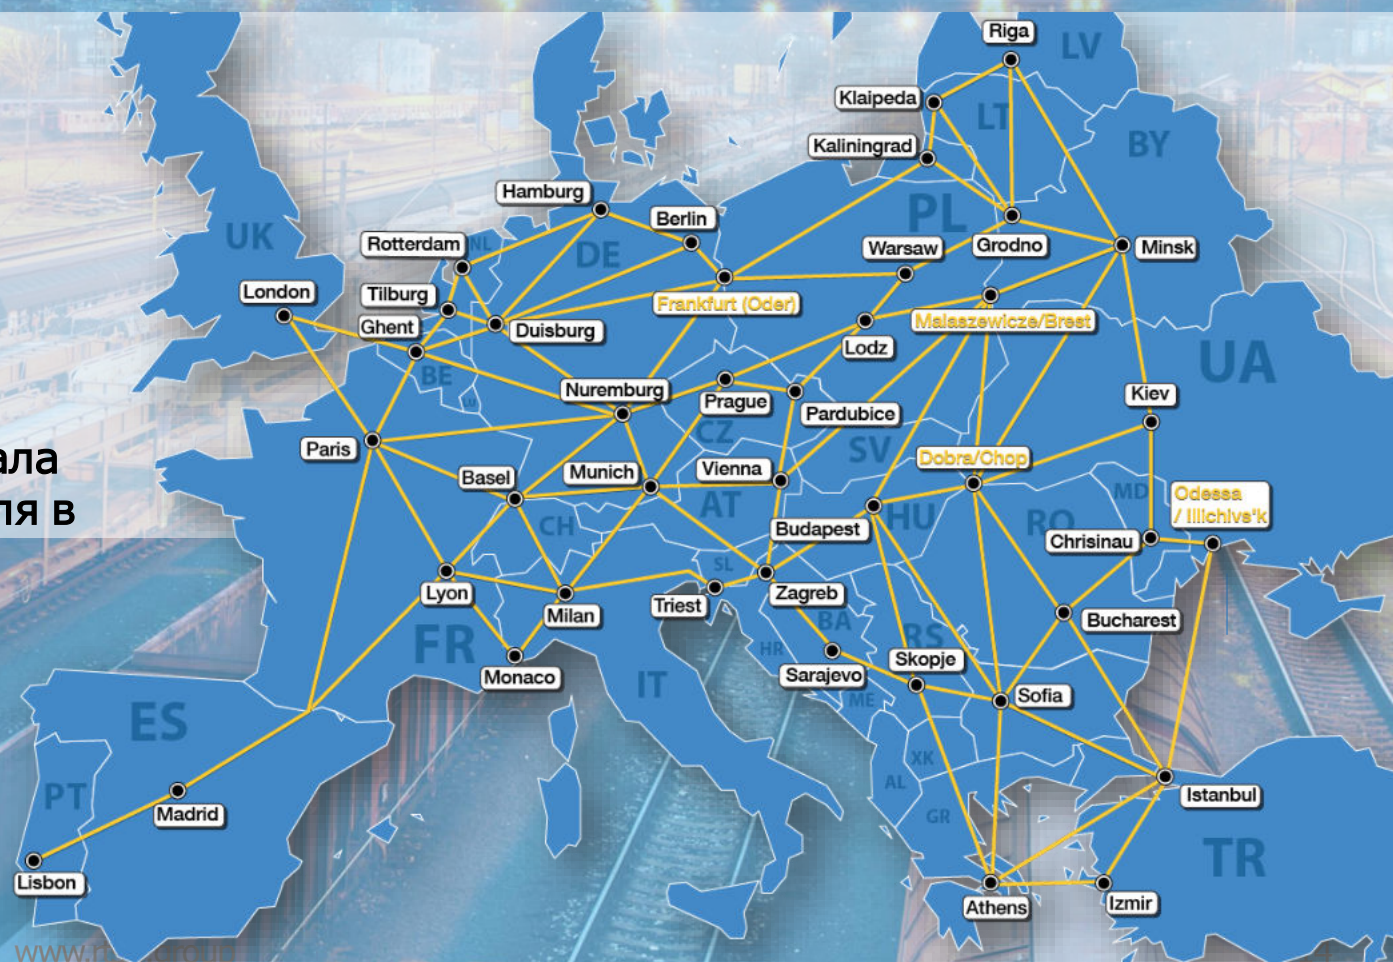 Riga
LV
Klaipeda
LT
Kaliningrad
BY
Hamburg
Berlin
PL
UK
Rotterdam
NL
DE
Warsaw
Grodno
Minsk
London
Tilburg
Frankfurt (Oder)
Ghent
Duisburg
Malaszewicze/Brest
Lodz
UA
BE
LU
Nuremburg
Prague
Kiev
Pardubice
CZ
Paris
SV
ала
ля в
Basel
Munich
Vienna
Dobra/Chop
MD
Odessa
/ Illichive'k
AT
CH
Budapest
HU
RO
Chrisinau
SL
Lyon
Milan
Triest
Zagreb
Bucharest
BA
FR
RS
HR
Skopje
Monaco
Sarajevo
IT
ME
Sofia
ES
XK
PT
AL
Madrid
Istanbul
GR
TR
Lisbon
Athens
Izmir